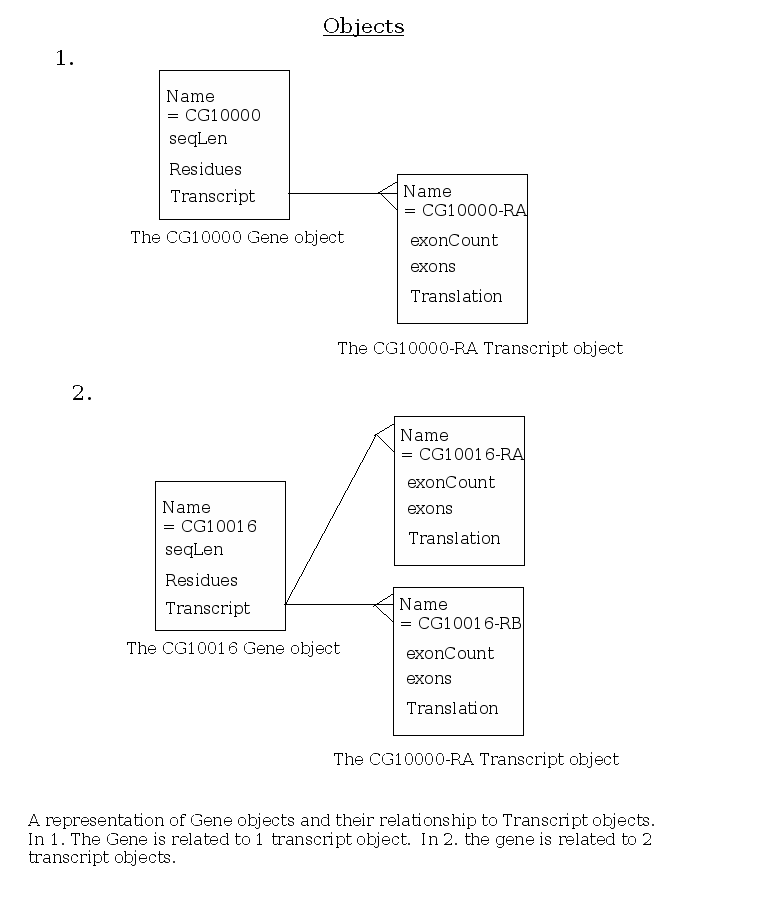 Objects
1.
Name
= CG10000
seqLen
Residues
Transcript
The CG10000 Gene object
Name
= CG10000-RA
exonCount
exons
Translation
The CG10000-RA Transcript object
2.
Name
= CG10016
seqLen
Residues
Transcript
The CG10016 Gene object
Name
= CG10016-RA
exonCount
exons
Translation
Name
= CG10016-RB
exonCount
exons
Translation
The CG10000-RA Transcript object
A representation of Gene objects and their relationship to Transcript objects.
In 1. The Gene is related to 1 transcript object.  In 2. the gene is related to 2
transcript objects.